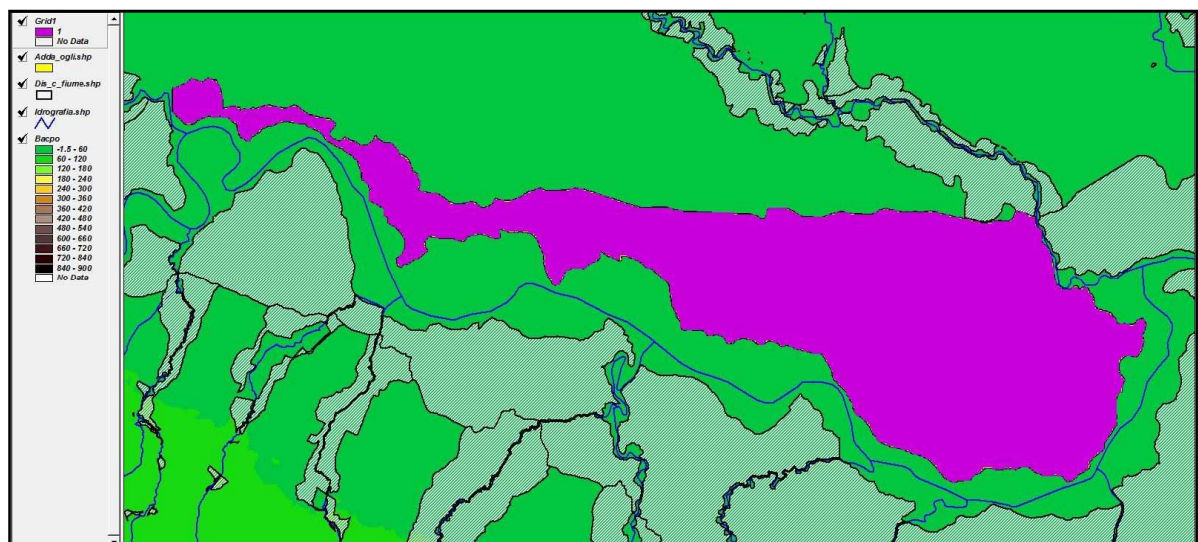 Grid1
1
No Data
Adda_ogli.shp
Dis_c_fiume.shp
Idrografia.shp
Bacpo
-1.5 - 60
60 - 120
120 - 180
180 - 240
240 - 300
300 - 360
360 - 420
420 - 480
480 - 540
600 - 660
660 - 720
720 - 840
840 - 900
No Data